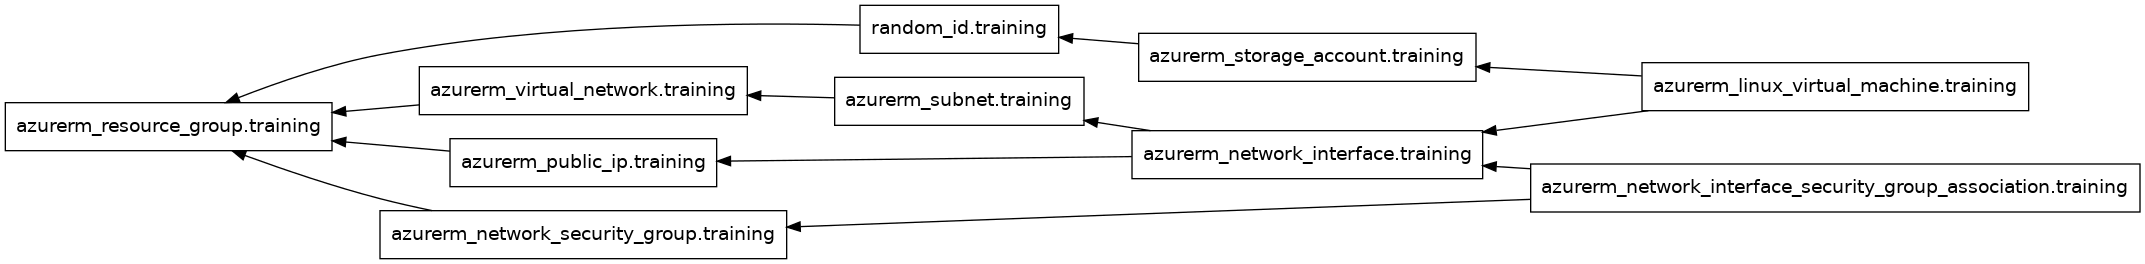 random_id.training
azurerm_storage_account.training
azurerm_virtual_network.training
azurerm_subnet.training
azurerm_linux_virtual_machine.training
azurerm_resource_group.training
azurerm_public_ip.training
azurerm_network_interface.training
azurerm_network_interface_security_group_association.training
azurerm_network_security_group.training